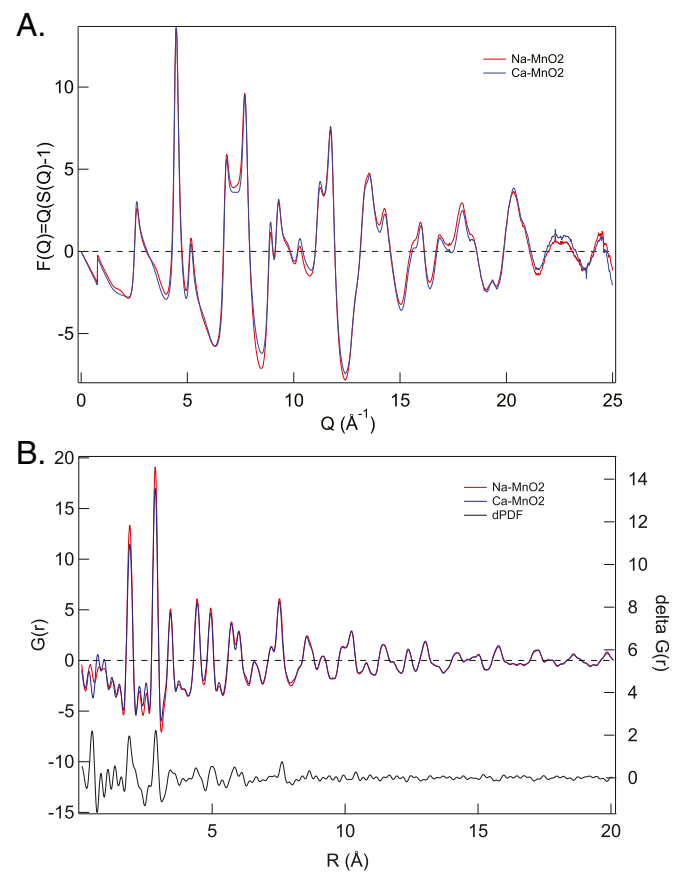 A.
10
5
0
-5
F(Q)=Q(S(Q)-1)
Na-MnO2
Ca-MnO2
0
5
10
15
20
25
Q (Å-1)
B.
20
15
10
5
0
-5
-10
-15
G(r)
Na-MnO2
Ca-MnO2
dPDF
14
12
10
8
6
4
2
0
delta G(r)
5
10
15
20
R (Å)